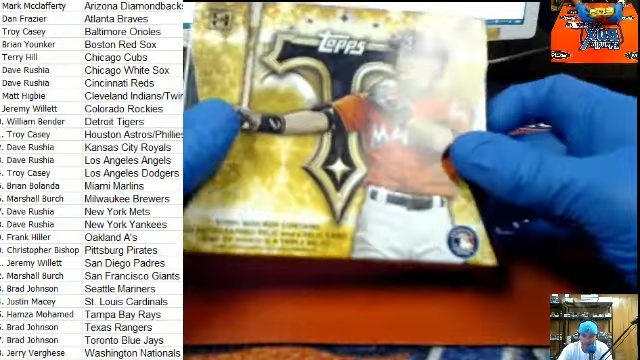 Mark Mcclafferty Arizona Diamondbacks
Dan Frazier Atlanta Braves
Troy Casey Baltimore Orioles
Brian Younker Boston Red Sox
Terry Hill Chicago Cubs
Dave Rushia Chicago White Sox
Dave Rushia Cincinnati Reds
Matt Higbie Cleveland Indians/Twin
Jeremy Willett Colorado Rockies
William Bender Detroit Tigers
Troy Casey Houston Astros/Phillies
Dave Rushia Kansas City Royals
Dave Rushia Los Angeles Angels
Troy Casey Los Angeles Dodgers
Brian Bolanda Miami Marlins
Marshall Burch Milwaukee Brewers
Dave Rushia New York Mets
Dave Rushia New York Yankees
Frank Hiller Oakland A's
Christopher Bishop Pittsburg Pirates
Jeremy Willett San Diego Padres
Marshall Burch San Francisco Giants
Brad Johnson Seattle Mariners
Justin Macey St. Louis Cardinals
Hamza Mohamed Tampa Bay Rays
Brad Johnson Texas Rangers
Brad Johnson Toronto Blue Jays
Jerry Verghese Washington Nationals
Topps